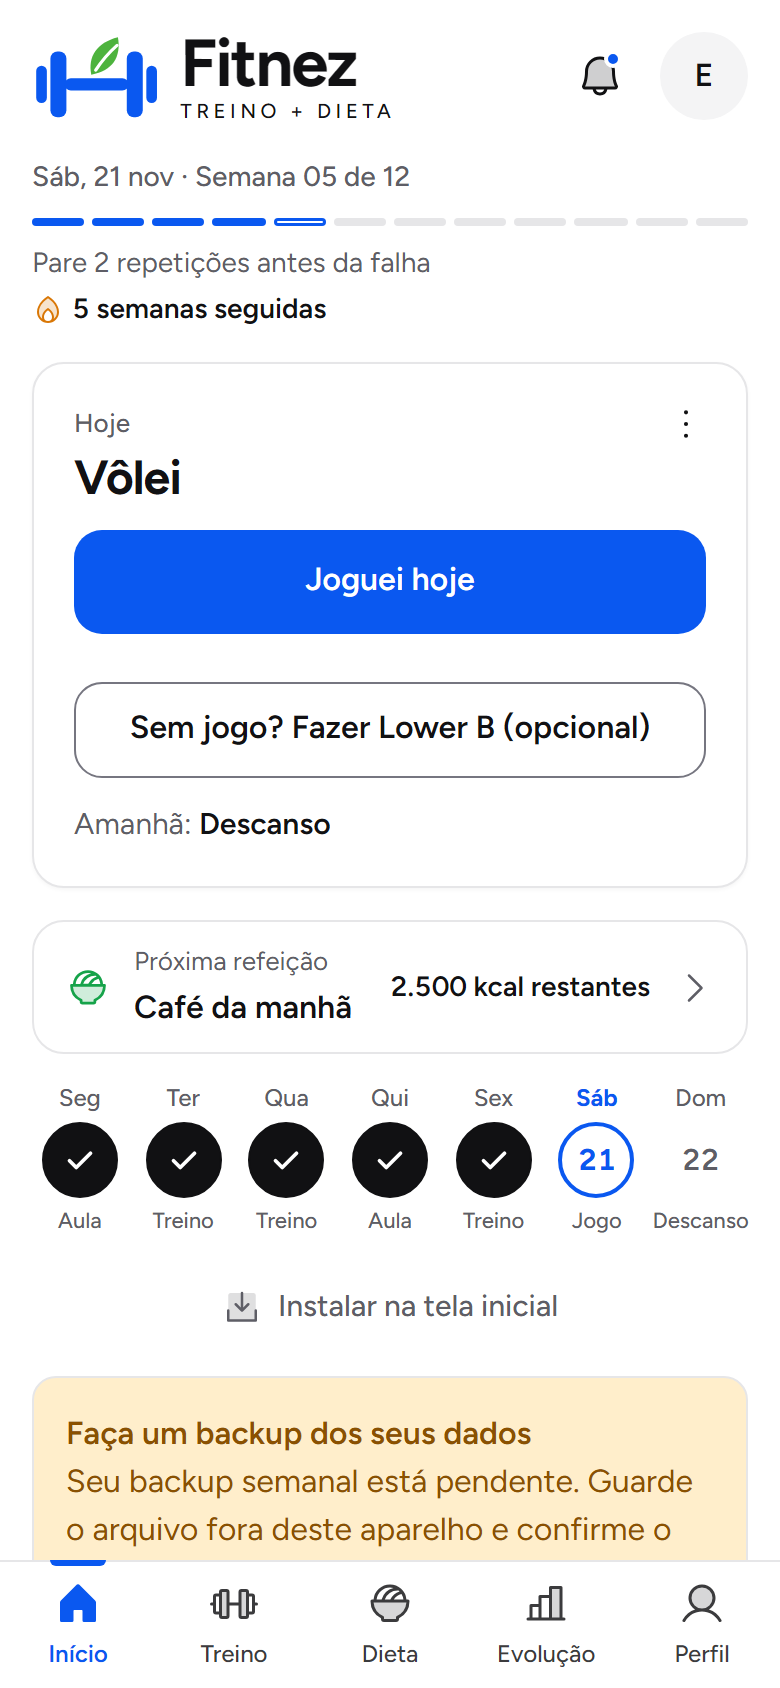 Fitnez
TREINO + DIETA
E
Sáb, 21 nov · Semana 05 de 12
Pare 2 repetições antes da falha
5 semanas seguidas
Hoje
Vôlei
Joguei hoje
Sem jogo? Fazer Lower B (opcional)
Amanhã: Descanso
Próxima refeição
Café da manhã
2.500 kcal restantes
Seg Ter Qua Qui Sex Sáb Dom
21 22
Aula Treino Treino Aula Treino Jogo Descanso
Instalar na tela inicial
Faça um backup dos seus dados
Seu backup semanal está pendente. Guarde
o arquivo fora deste aparelho e confirme o
Início Treino Dieta Evolução Perfil